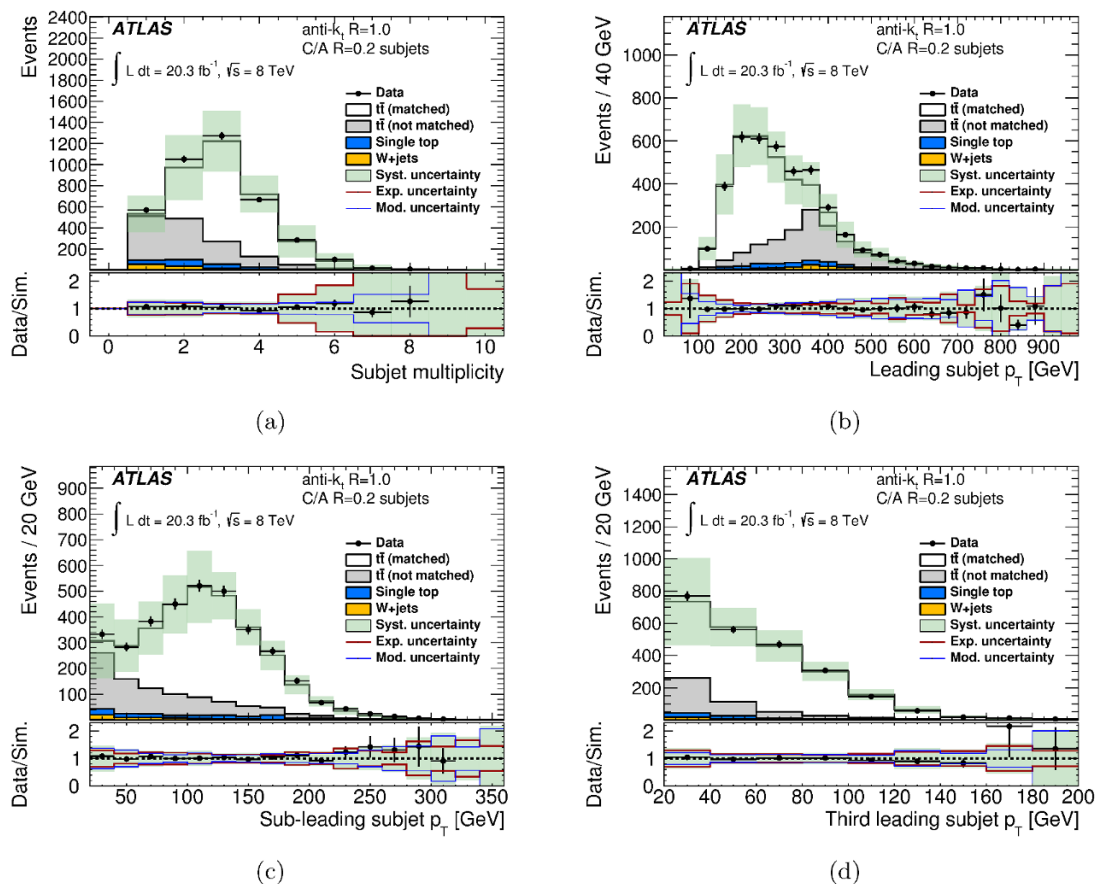 ATLAS
anti-k_t R=1.0
C/A R=0.2 subjets
∫ L dt = 20.3 fb⁻¹, √s = 8 TeV
Data
tt̄ (matched)
tt̄ (not matched)
Single top
W+jets
Syst. uncertainty
Exp. uncertainty
Mod. uncertainty
Events
2400
2200
2000
1800
1600
1400
1200
1000
800
600
400
200
Data/Sim.
2
1
0
0 2 4 6 8 10
Subjet multiplicity
(a)
ATLAS
anti-k_t R=1.0
C/A R=0.2 subjets
∫ L dt = 20.3 fb⁻¹, √s = 8 TeV
Data
tt̄ (matched)
tt̄ (not matched)
Single top
W+jets
Syst. uncertainty
Exp. uncertainty
Mod. uncertainty
Events / 40 GeV
1000
800
600
400
200
Data/Sim.
2
1
0
100 200 300 400 500 600 700 800 900
Leading subjet p_T [GeV]
(b)
ATLAS
anti-k_t R=1.0
C/A R=0.2 subjets
∫ L dt = 20.3 fb⁻¹, √s = 8 TeV
Data
tt̄ (matched)
tt̄ (not matched)
Single top
W+jets
Syst. uncertainty
Exp. uncertainty
Mod. uncertainty
Events / 20 GeV
900
800
700
600
500
400
300
200
100
Data/Sim.
2
1
0
50 100 150 200 250 300 350
Sub-leading subjet p_T [GeV]
(c)
ATLAS
anti-k_t R=1.0
C/A R=0.2 subjets
∫ L dt = 20.3 fb⁻¹, √s = 8 TeV
Data
tt̄ (matched)
tt̄ (not matched)
Single top
W+jets
Syst. uncertainty
Exp. uncertainty
Mod. uncertainty
Events / 20 GeV
1400
1200
1000
800
600
400
200
Data/Sim.
2
1
0
20 40 60 80 100 120 140 160 180 200
Third leading subjet p_T [GeV]
(d)